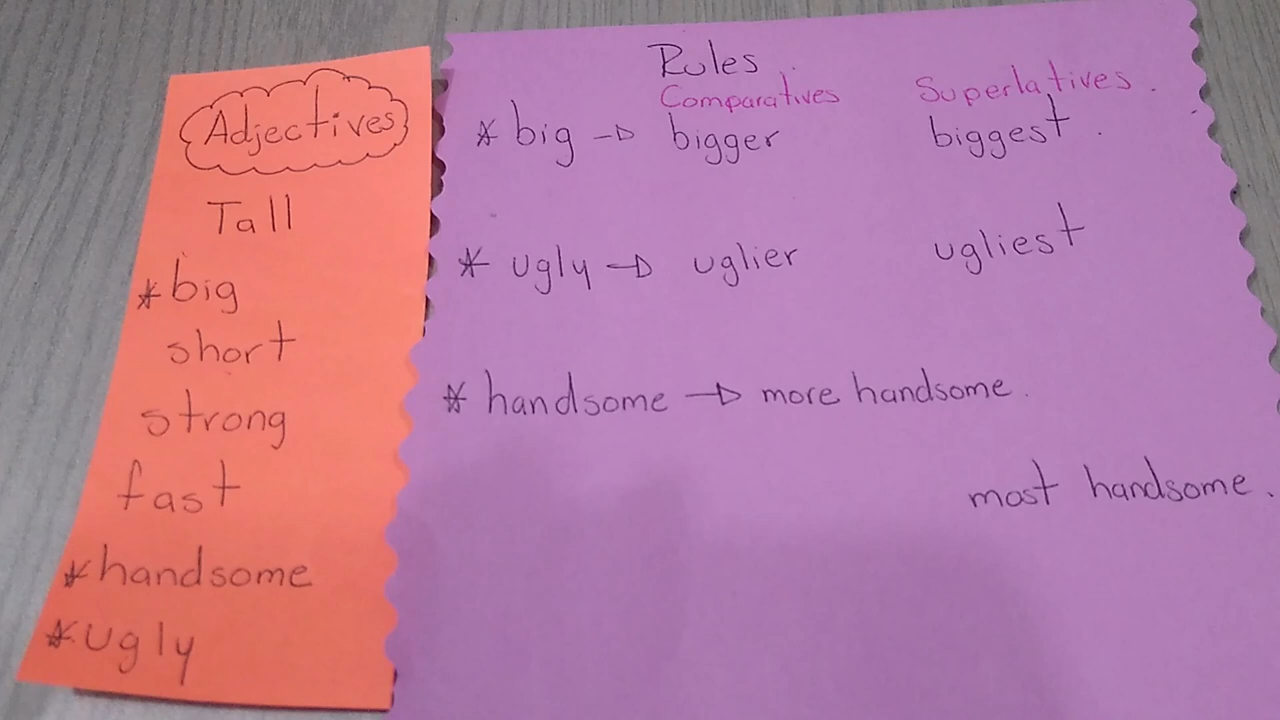 Adjectives
Tall
*big
short
strong
fast
*handsome
*ugly
Rules.
Comparatives Superlatives.
* big → bigger biggest.
* ugly → uglier ugliest
* handsome → more handsome.
most handsome.